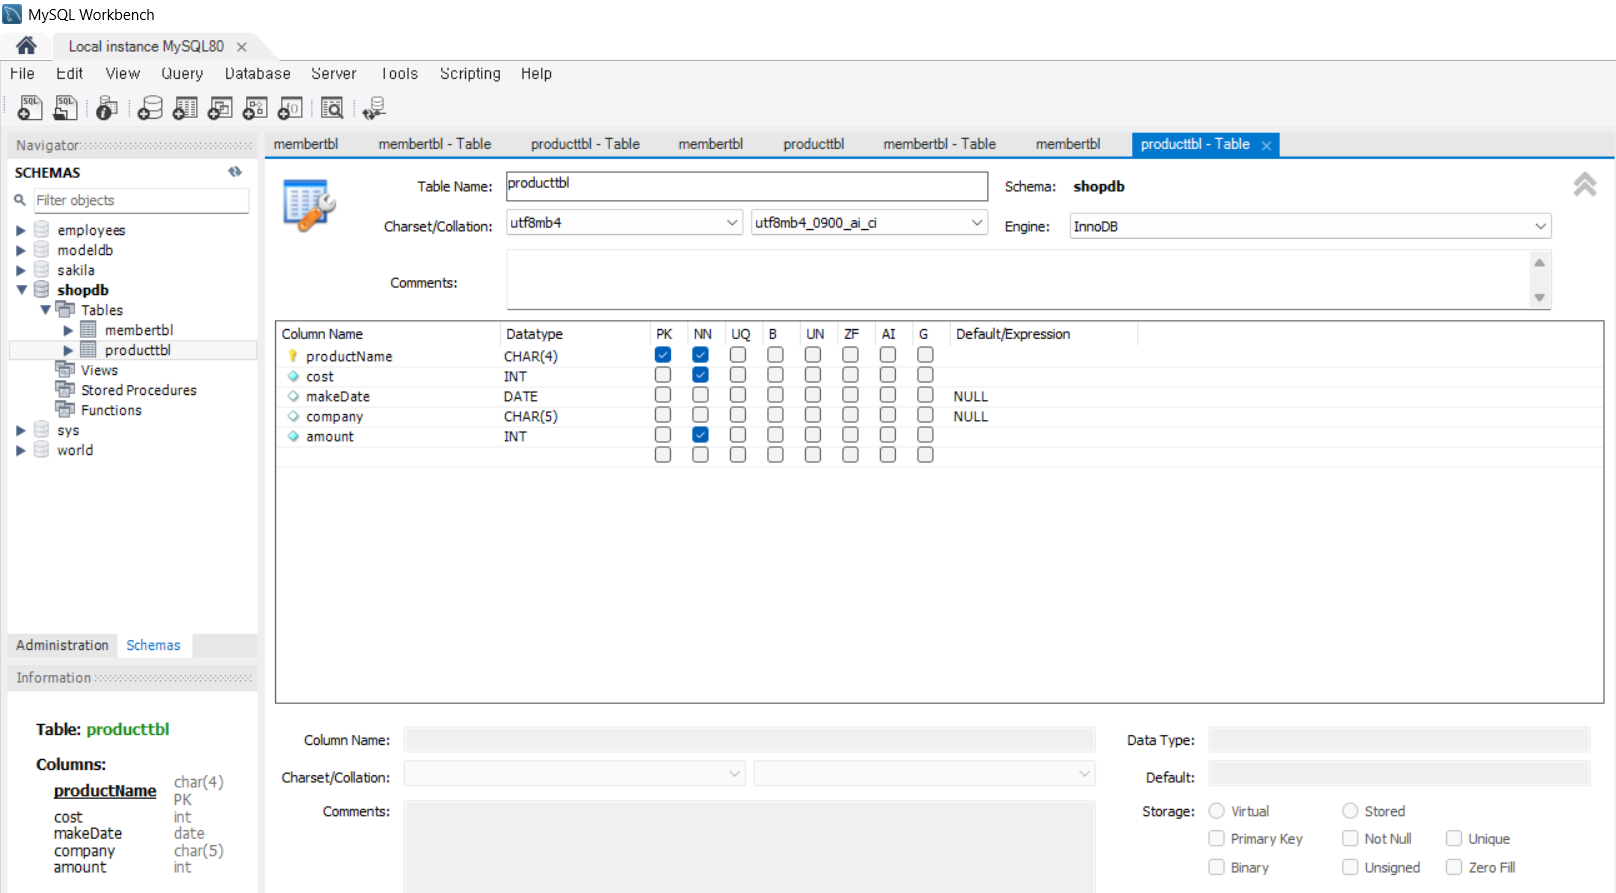 MySQL Workbench
Local instance MySQL80
File Edit View Query Database Server Tools Scripting Help
Navigator
SCHEMAS
Filter objects
employees
modeldb
sakila
shopdb
Tables
membertbl
producttbl
Views
Stored Procedures
Functions
sys
world
Administration Schemas
Information
Table: producttbl
Columns:
productName char(4) PK
cost int
makeDate date
company char(5)
amount int
membertbl membertbl - Table producttbl - Table membertbl producttbl membertbl - Table membertbl producttbl - Table
Table Name: producttbl Schema: shopdb
Charset/Collation: utf8mb4 utf8mb4_0900_ai_ci Engine: InnoDB
Comments:
Column Name Datatype PK NN UQ B UN ZF AI G Default/Expression
productName CHAR(4)
cost INT
makeDate DATE NULL
company CHAR(5) NULL
amount INT
Column Name: Data Type:
Charset/Collation: Default:
Comments: Storage: Virtual Stored
Primary Key Not Null Unique
Binary Unsigned Zero Fill